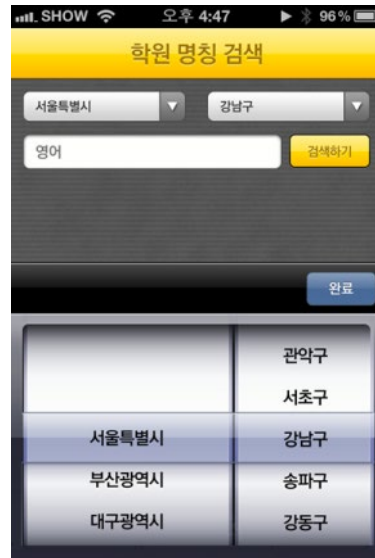 SHOW 오후 4:47 96%
학원 명칭 검색
서울특별시 강남구
영어 검색하기
완료
관악구
서초구
서울특별시 강남구
부산광역시 송파구
대구광역시 강동구